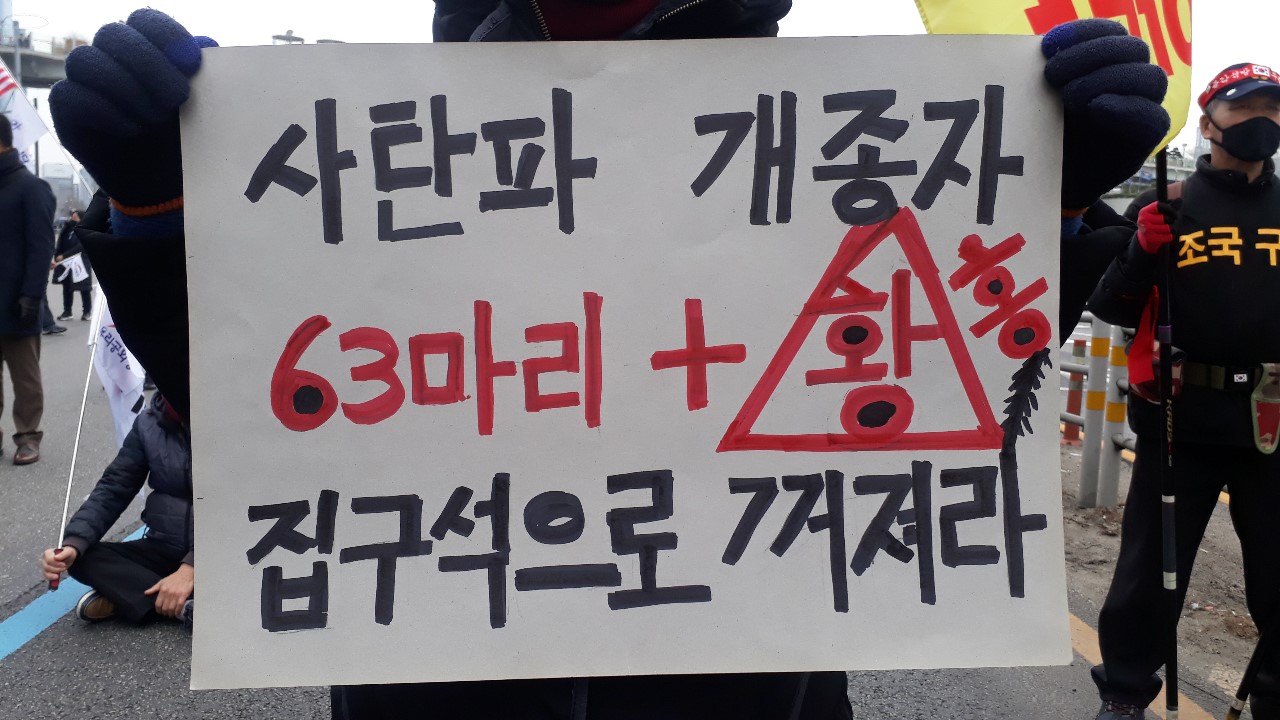 사탄파 개종자
63마리 + 황 홍
집구석으로 꺼져라
조국 구